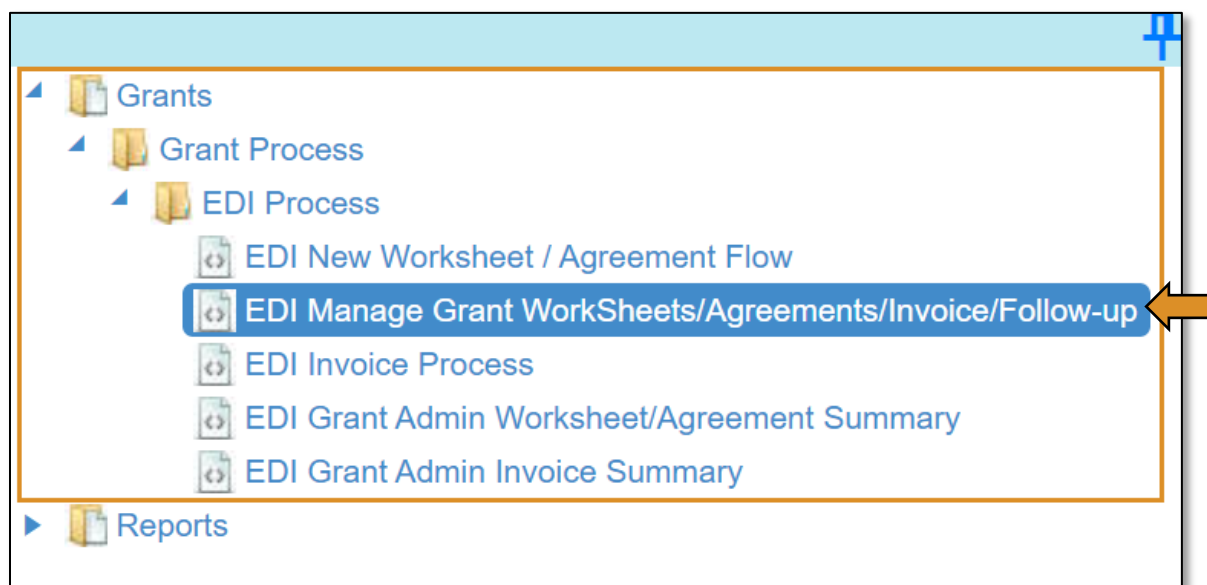 Grants
Grant Process
EDI Process
EDI New Worksheet / Agreement Flow
EDI Manage Grant WorkSheets/Agreements/Invoice/Follow-up
EDI Invoice Process
EDI Grant Admin Worksheet/Agreement Summary
EDI Grant Admin Invoice Summary
Reports